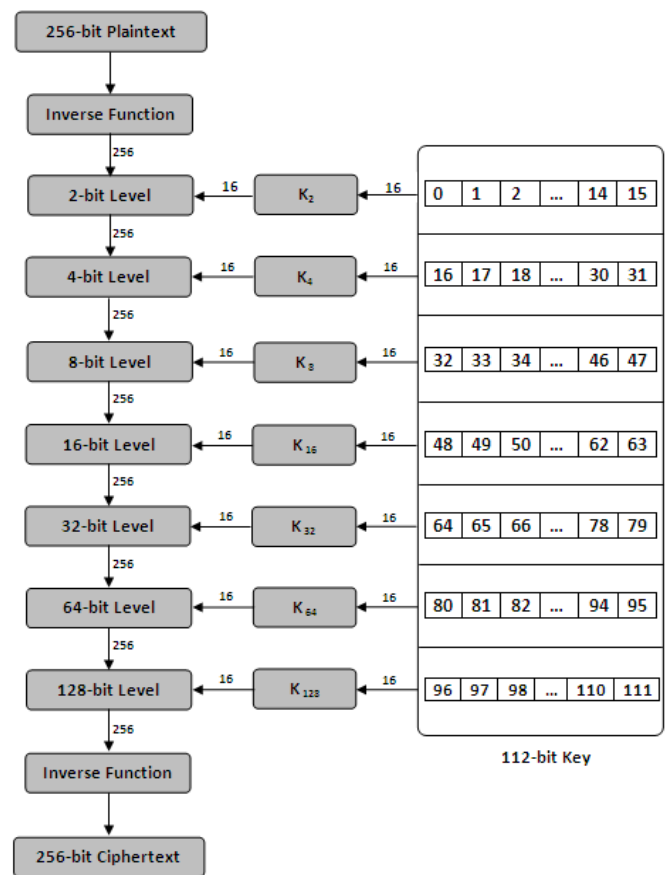 256-bit Plaintext
Inverse Function
256
2-bit Level
16
K2
16
0 1 2 ... 14 15
256
4-bit Level
16
K4
16
16 17 18 ... 30 31
256
8-bit Level
16
K8
16
32 33 34 ... 46 47
256
16-bit Level
16
K16
16
48 49 50 ... 62 63
256
32-bit Level
16
K32
16
64 65 66 ... 78 79
256
64-bit Level
16
K64
16
80 81 82 ... 94 95
256
128-bit Level
16
K128
16
96 97 98 ... 110 111
256
112-bit Key
Inverse Function
256-bit Ciphertext